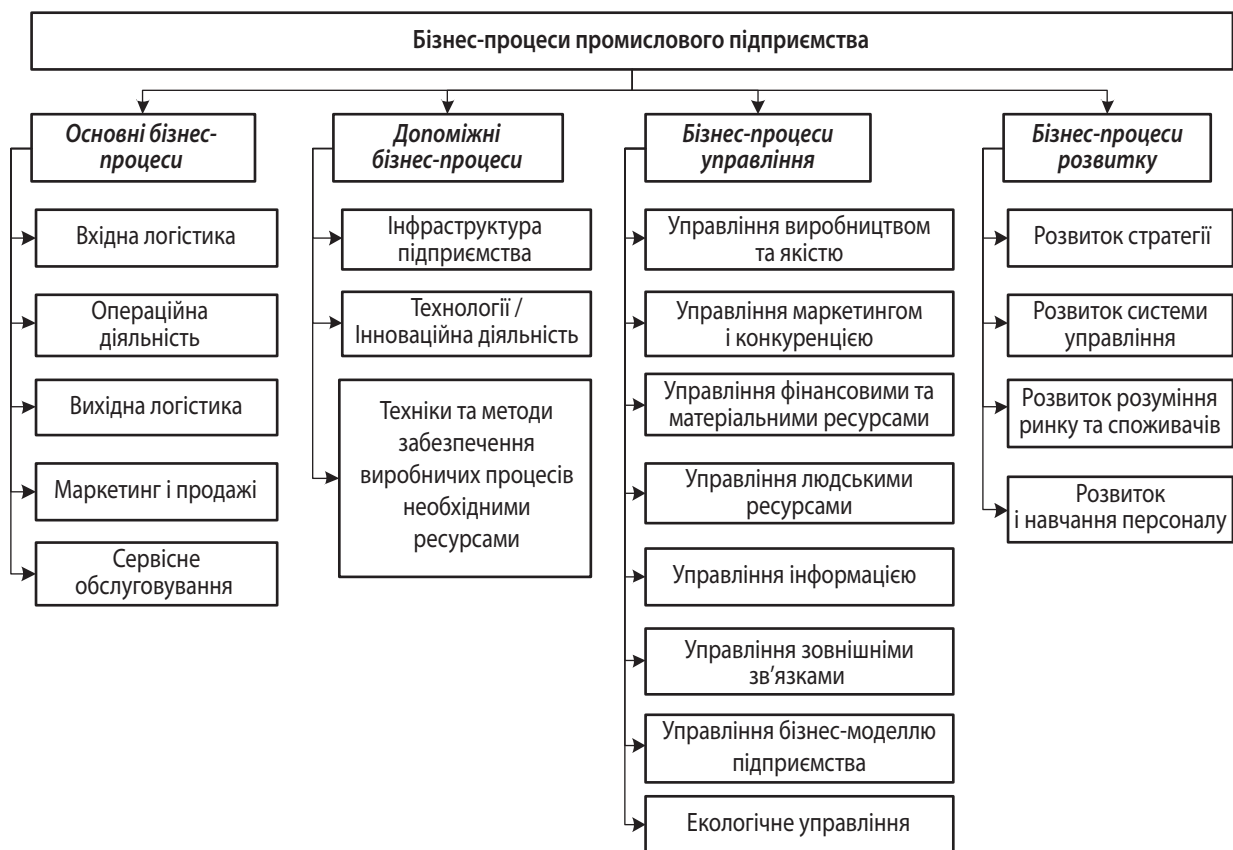 Бізнес-процеси промислового підприємства
Основні бізнес-
процеси
Вхідна логістика
Операційна
діяльність
Вихідна логістика
Маркетинг і продажі
Сервісне
обслуговування
Допоміжні
бізнес-процеси
Інфраструктура
підприємства
Технології /
Інноваційна діяльність
Техніки та методи
забезпечення
виробничих процесів
необхідними
ресурсами
Бізнес-процеси
управління
Управління виробництвом
та якістю
Управління маркетингом
і конкуренцією
Управління фінансовими та
матеріальними ресурсами
Управління людськими
ресурсами
Управління інформацією
Управління зовнішніми
зв’язками
Управління бізнес-моделлю
підприємства
Екологічне управління
Бізнес-процеси
розвитку
Розвиток стратегії
Розвиток системи
управління
Розвиток розуміння
ринку та споживачів
Розвиток
і навчання персоналу